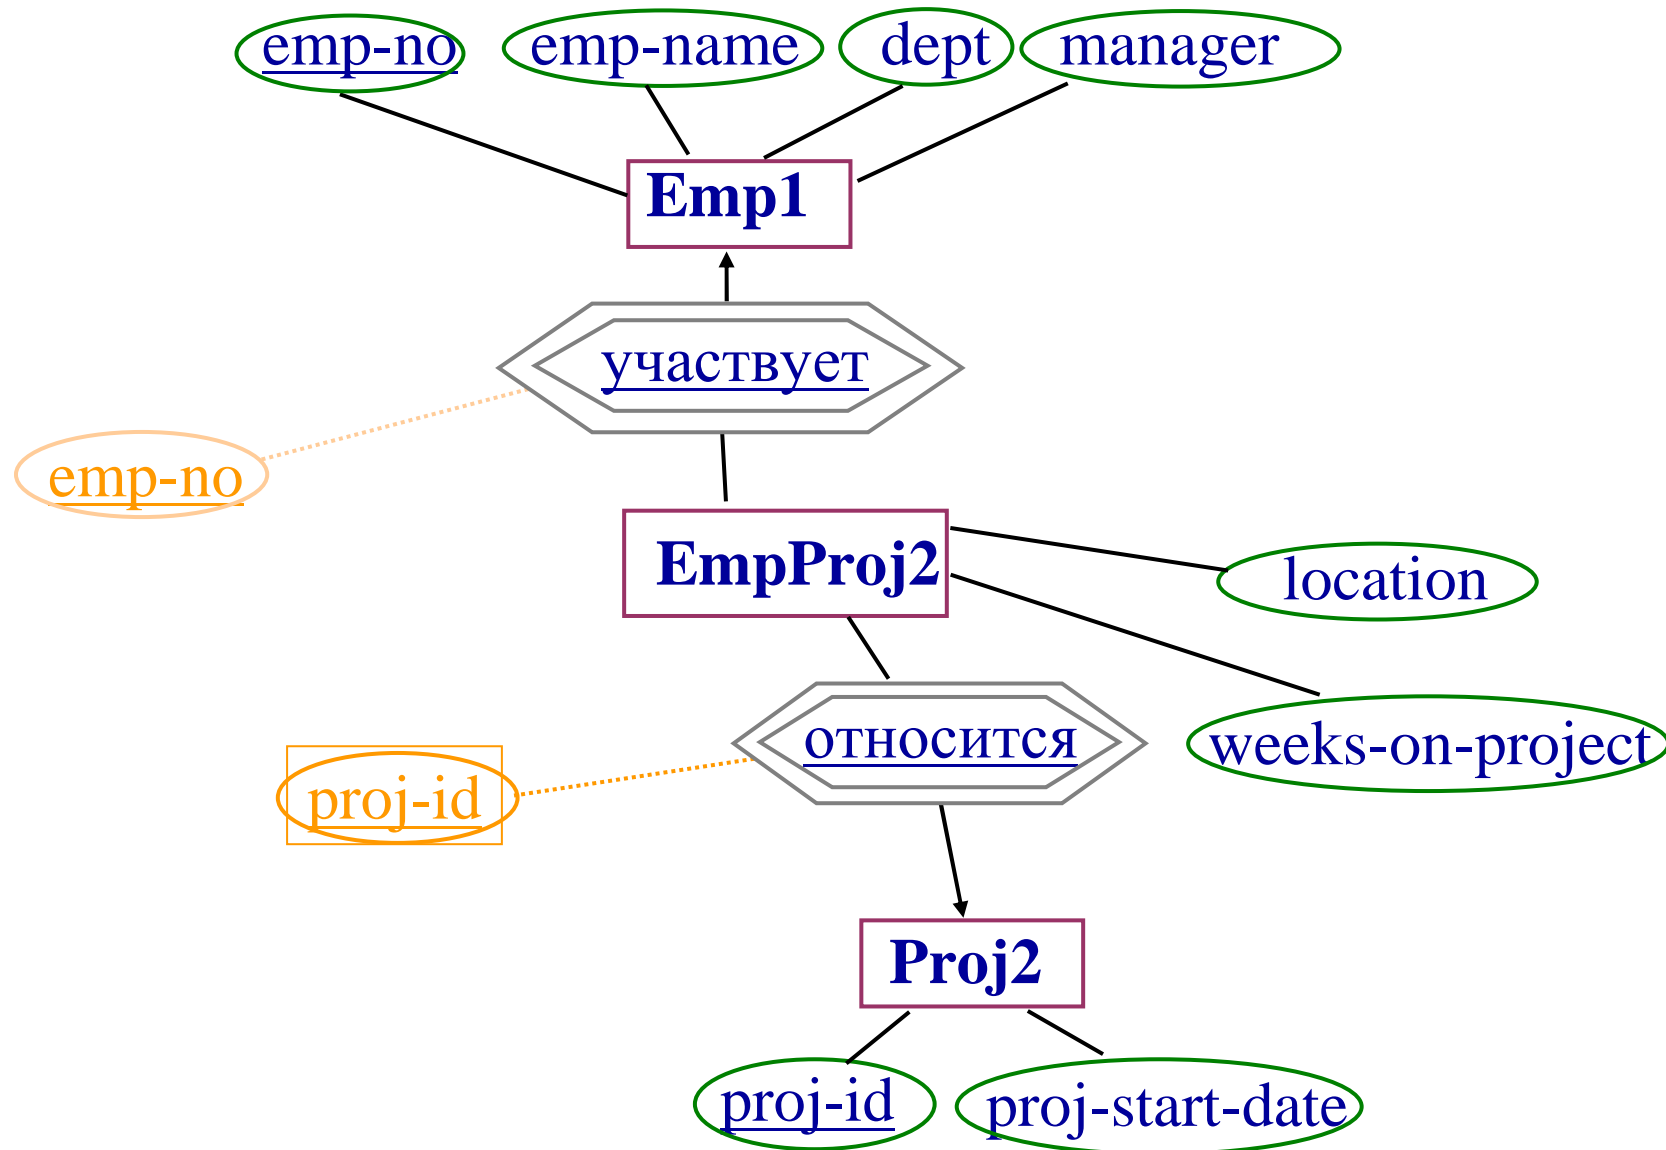 emp-no
emp-name
dept
manager
Emp1
участвует
emp-no
EmpProj2
location
относится
weeks-on-project
proj-id
Proj2
proj-id
proj-start-date